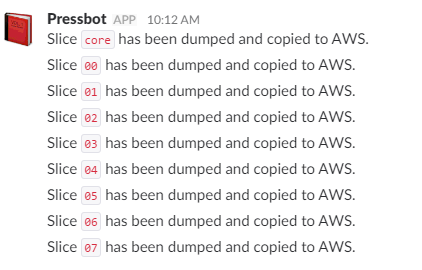 Pressbot APP 10:12 AM
Slice core has been dumped and copied to AWS.
Slice 00 has been dumped and copied to AWS.
Slice 01 has been dumped and copied to AWS.
Slice 02 has been dumped and copied to AWS.
Slice 03 has been dumped and copied to AWS.
Slice 04 has been dumped and copied to AWS.
Slice 05 has been dumped and copied to AWS.
Slice 06 has been dumped and copied to AWS.
Slice 07 has been dumped and copied to AWS.